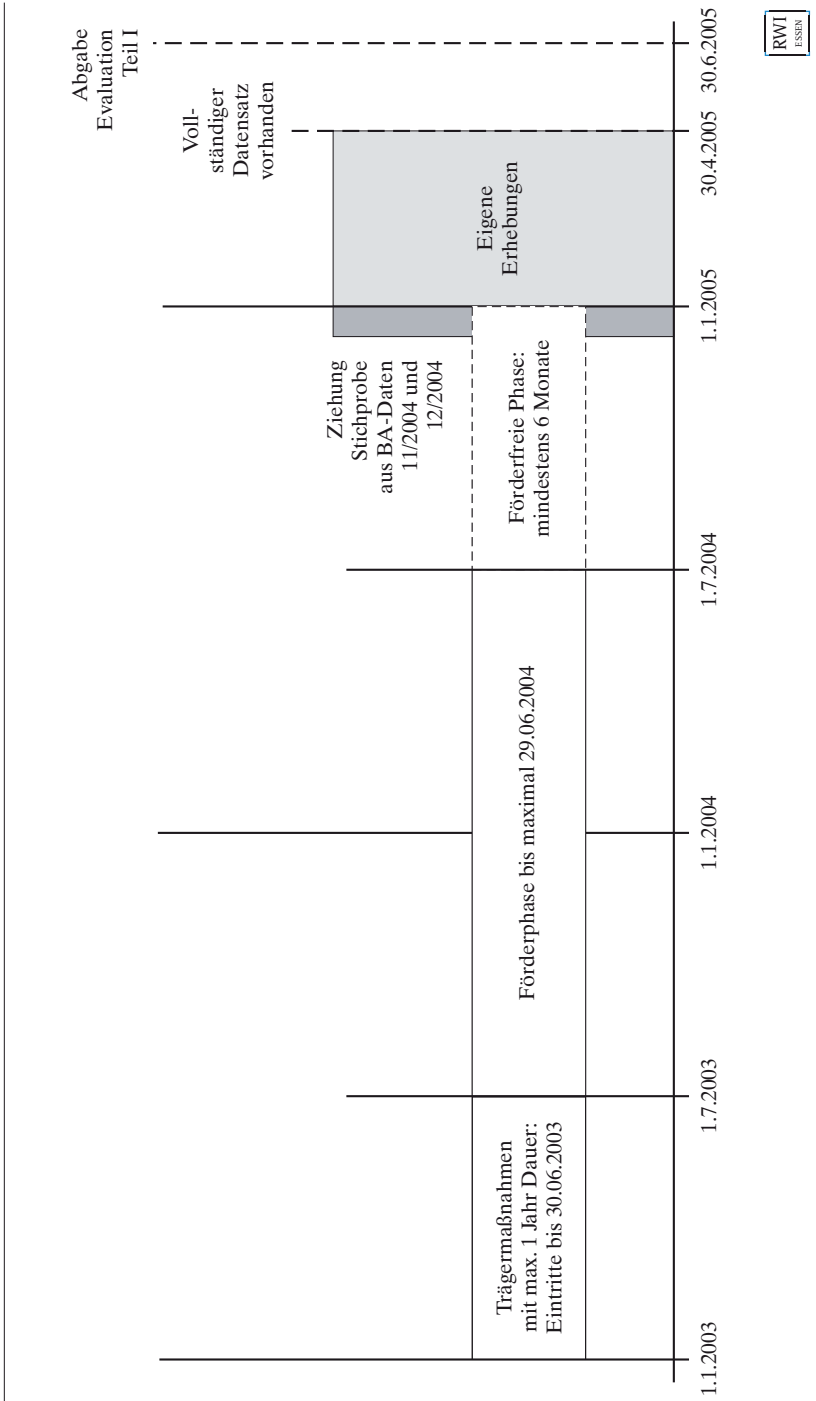 Abgabe
Evaluation
Teil I
Voll-
ständiger
Datensatz
vorhanden
Ziehung
Stichprobe
aus BA-Daten
11/2004 und
12/2004
Trägermaßnahmen
mit max. 1 Jahr Dauer:
Eintritte bis 30.06.2003
Förderphase bis maximal 29.06.2004
Förderfreie Phase:
mindestens 6 Monate
Eigene
Erhebungen
1.1.2003
1.7.2003
1.1.2004
1.7.2004
1.1.2005
30.4.2005
30.6.2005
RWI
ESSEN